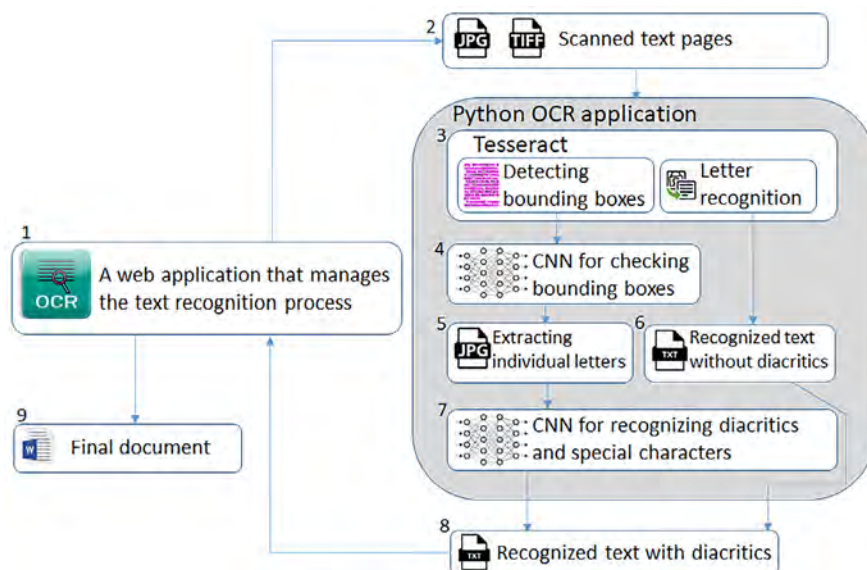 2
JPG
TIFF
Scanned text pages
Python OCR application
3
Tesseract
Detecting
bounding boxes
Letter
recognition
1
OCR
A web application that manages
the text recognition process
4
CNN for checking
bounding boxes
5
JPG
Extracting
individual letters
6
TXT
Recognized text
without diacritics
7
CNN for recognizing diacritics
and special characters
9
W
Final document
8
TXT
Recognized text with diacritics